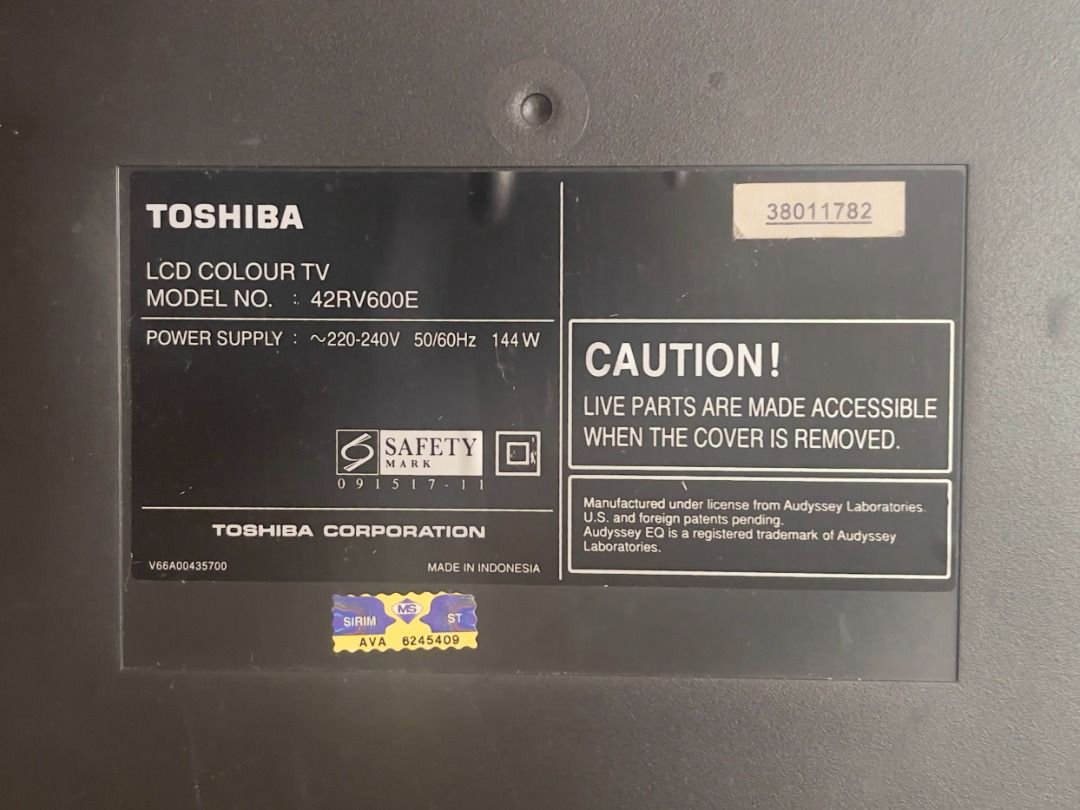 TOSHIBA
LCD COLOUR TV
MODEL NO. : 42RV600E
POWER SUPPLY : ~220-240V 50/60Hz 144W
SAFETY
MARK
091517-11
TOSHIBA CORPORATION
V66A00435700 MADE IN INDONESIA
38011782
CAUTION!
LIVE PARTS ARE MADE ACCESSIBLE
WHEN THE COVER IS REMOVED.
Manufactured under license from Audyssey Laboratories.
U.S. and foreign patents pending.
Audyssey EQ is a registered trademark of Audyssey
Laboratories.
SIRIM MS ST
AVA 6245409